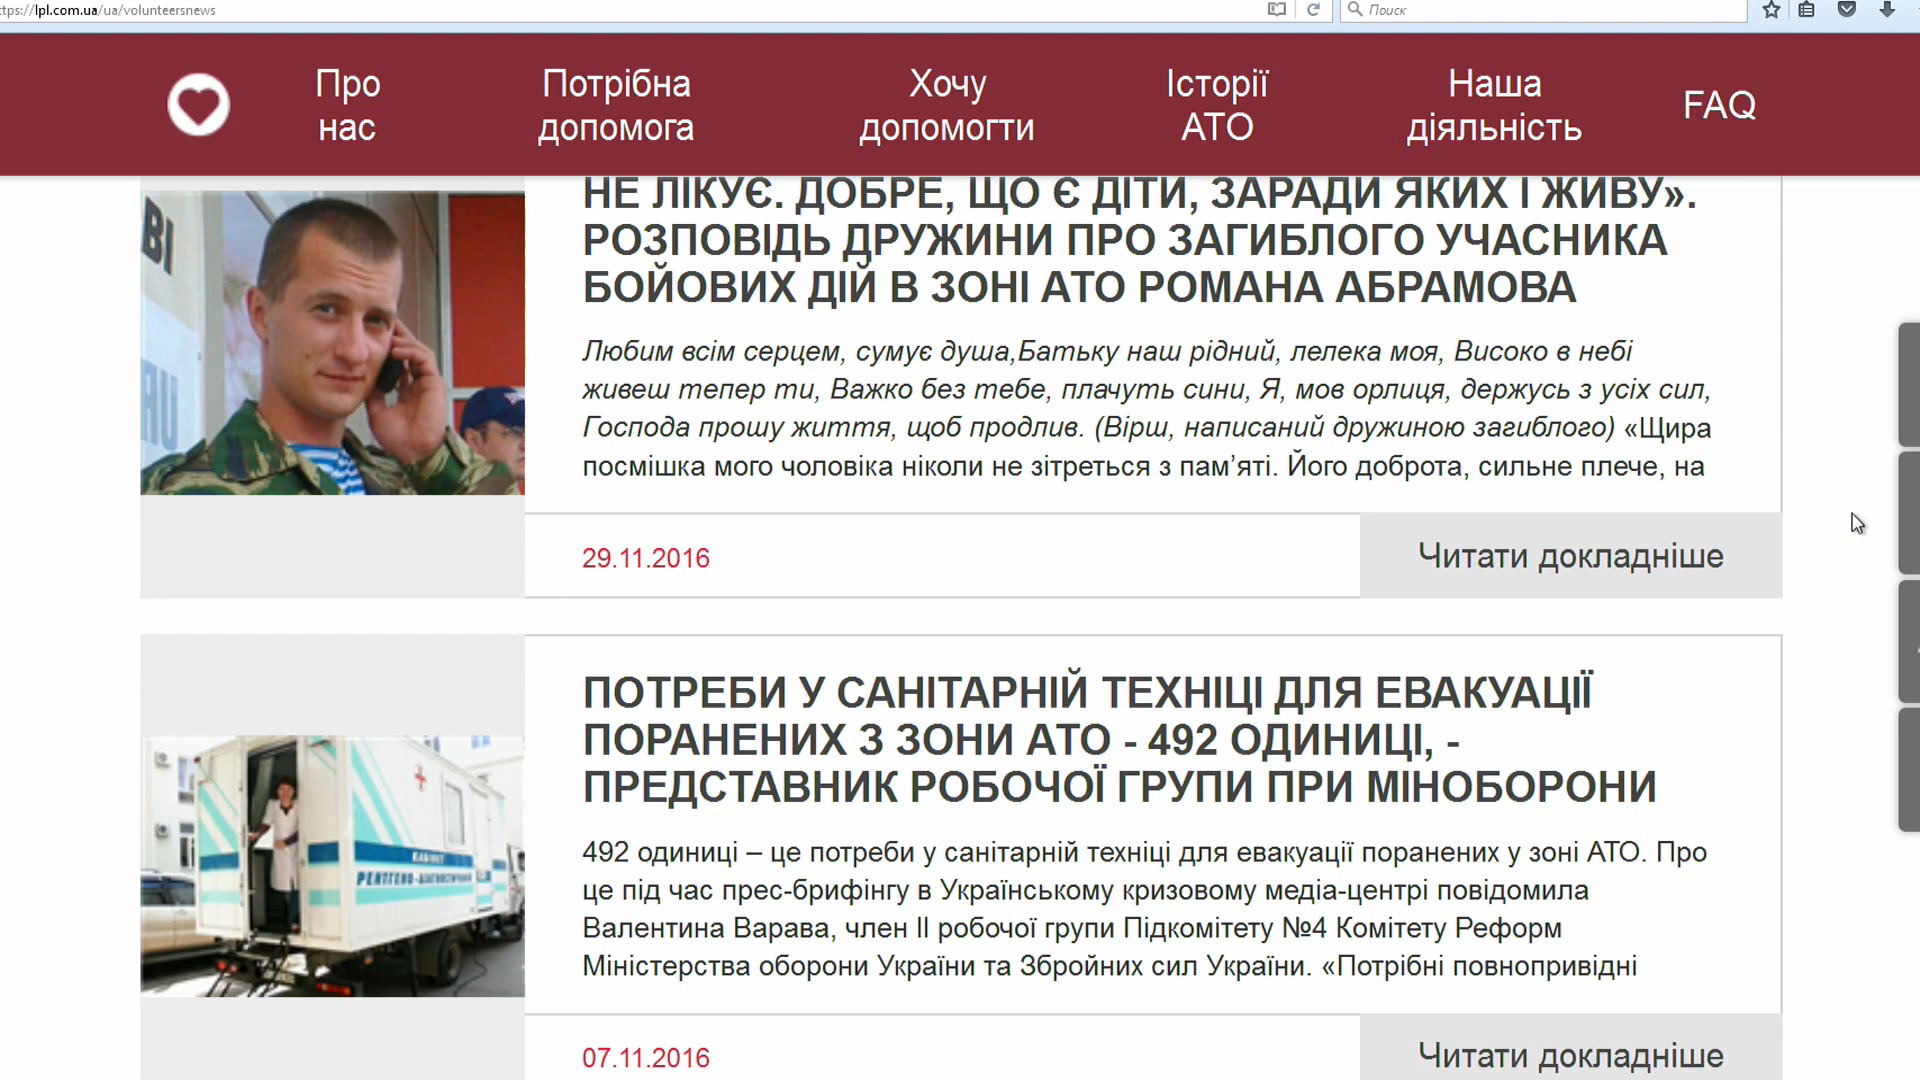 ttps://lpl.com.ua/ua/volunteersnews
Поиск
Про
нас
Потрібна
допомога
Хочу
допомогти
Історії
АТО
Наша
діяльність
FAQ
НЕ ЛІКУЄ. ДОБРЕ, ЩО Є ДІТИ, ЗАРАДИ ЯКИХ І ЖИВУ».
РОЗПОВІДЬ ДРУЖИНИ ПРО ЗАГИБЛОГО УЧАСНИКА
БОЙОВИХ ДІЙ В ЗОНІ АТО РОМАНА АБРАМОВА
Любим всім серцем, сумує душа,Батьку наш рідний, лелека моя, Високо в небі
живеш тепер ти, Важко без тебе, плачуть сини, Я, мов орлиця, держусь з усіх сил,
Господа прошу життя, щоб продлив. (Вірш, написаний дружиною загиблого) «Щира
посмішка мого чоловіка ніколи не зітреться з пам’яті. Його доброта, сильне плече, на
29.11.2016
Читати докладніше
ПОТРЕБИ У САНІТАРНІЙ ТЕХНІЦІ ДЛЯ ЕВАКУАЦІЇ
ПОРАНЕНИХ З ЗОНИ АТО - 492 ОДИНИЦІ, -
ПРЕДСТАВНИК РОБОЧОЇ ГРУПИ ПРИ МІНОБОРОНИ
492 одиниці – це потреби у санітарній техніці для евакуації поранених у зоні АТО. Про
це під час прес-брифінгу в Українському кризовому медіа-центрі повідомила
Валентина Варава, член ІІ робочої групи Підкомітету №4 Комітету Реформ
Міністерства оборони України та Збройних сил України. «Потрібні повнопривідні
КАБІНЕТ
07.11.2016
Читати докладніше